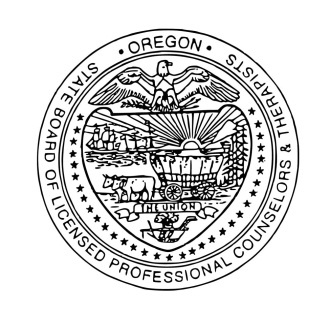 • OREGON •
STATE BOARD OF LICENSED PROFESSIONAL COUNSELORS & THERAPISTS
THE UNION